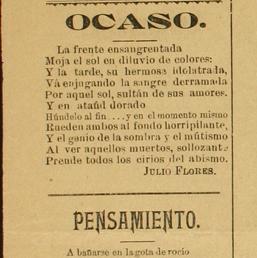 OCASO.
La frente ensangrentada
Moja el sol en diluvio de colores:
Y la tarde, su hermosa idolatrada,
Vá enjugando la sangre derramada
Por aquel sol, sultán de sus amores.
Y en ataúd dorado
Húndelo al fin....y en el momento mismo
Rueden ambos al fondo horripilante,
Y el genio de la sombra y el mútismo
Al ver aquellos muertos, sollozante
Prende todos los cirios del abismo.
JULIO FLORES.
PENSAMIENTO.
A bañarse en la gota de rocío